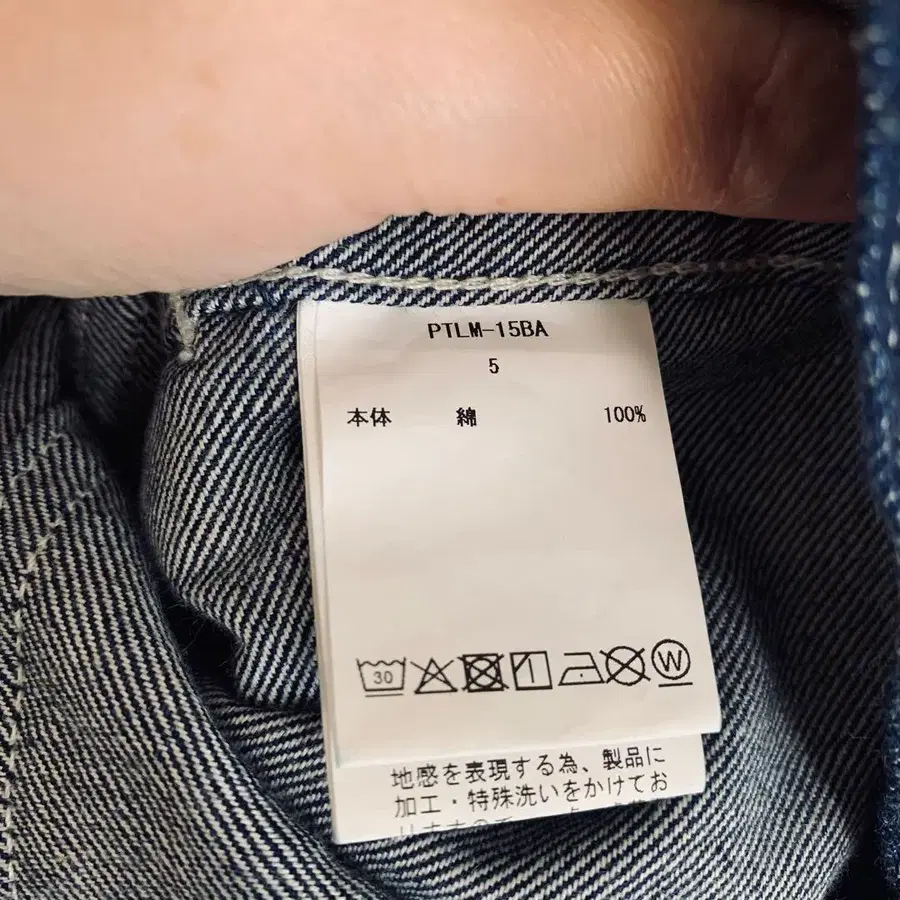 PTLM-15BA
5
本体 綿 100%
30 W
地感を表現する為、製品に
加工・特殊洗いをかけてお